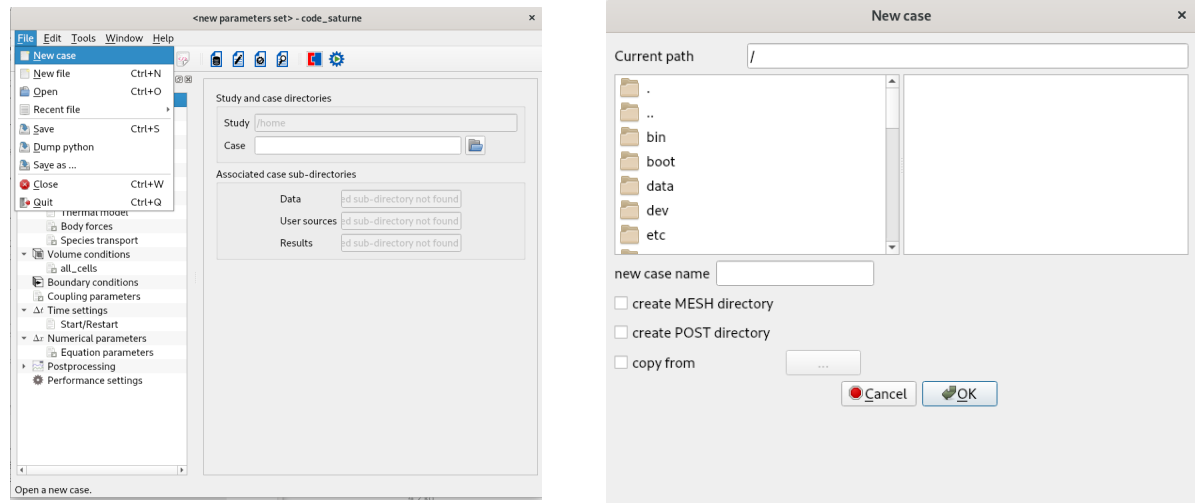 <new parameters set> - code_saturne
×
File Edit Tools Window Help
New case
New file Ctrl+N
Open Ctrl+O
Recent file
Save Ctrl+S
Dump python
Save as ...
Close Ctrl+W
Quit Ctrl+Q
Thermal model
Body forces
Species transport
Volume conditions
all_cells
Boundary conditions
Coupling parameters
Δt Time settings
Start/Restart
Δx Numerical parameters
Equation parameters
Postprocessing
Performance settings
Study and case directories
Study /home
Case
Associated case sub-directories
Data ed sub-directory not found
User sources ed sub-directory not found
Results ed sub-directory not found
Open a new case.
New case
×
Current path /
.
..
bin
boot
data
dev
etc
new case name
create MESH directory
create POST directory
copy from ...
Cancel OK